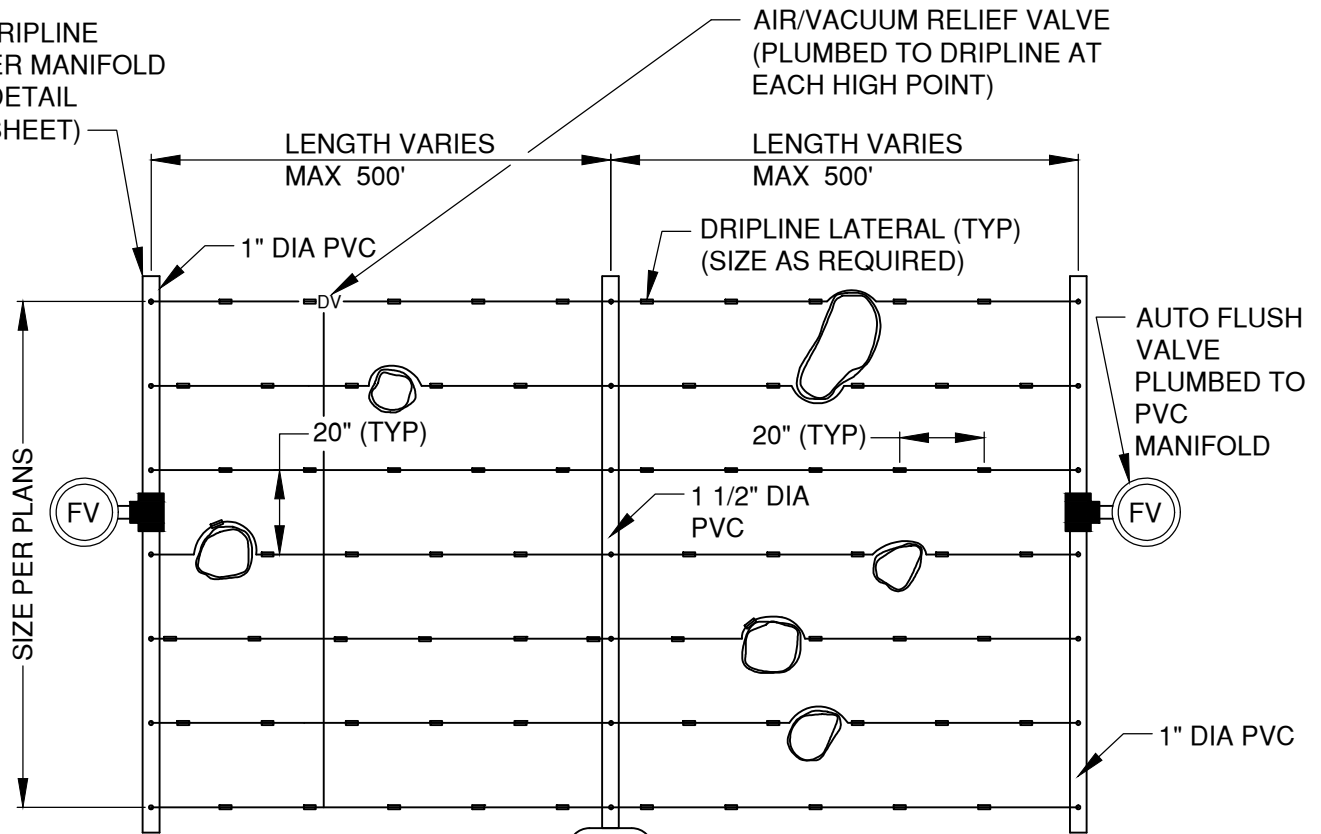 RIPLINE
ER MANIFOLD
DETAIL
SHEET)
AIR/VACUUM RELIEF VALVE
(PLUMBED TO DRIPLINE AT
EACH HIGH POINT)
LENGTH VARIES
MAX 500'
LENGTH VARIES
MAX 500'
1" DIA PVC
DRIPLINE LATERAL (TYP)
(SIZE AS REQUIRED)
DV
AUTO FLUSH
VALVE
PLUMBED TO
PVC
MANIFOLD
20" (TYP)
20" (TYP)
SIZE PER PLANS
FV
1 1/2" DIA
PVC
FV
1" DIA PVC